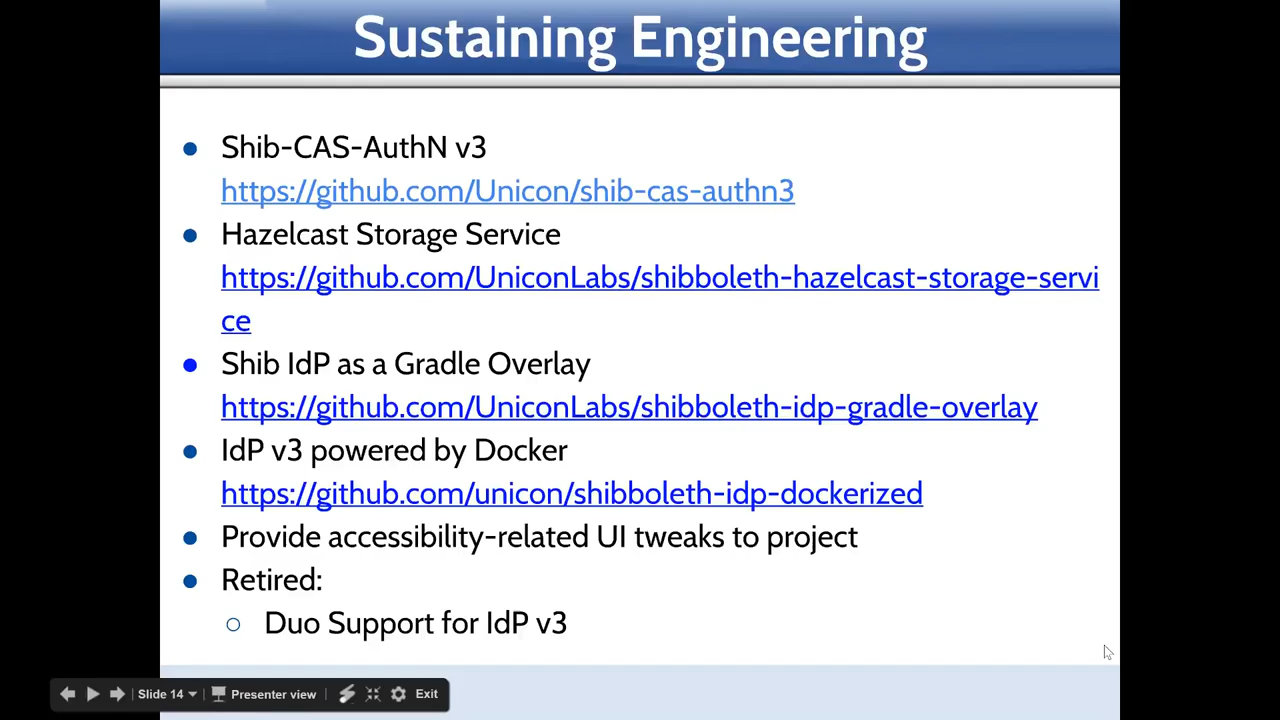 Sustaining Engineering
● Shib-CAS-AuthN v3
https://github.com/Unicon/shib-cas-authn3
● Hazelcast Storage Service
https://github.com/UniconLabs/shibboleth-hazelcast-storage-servi
ce
● Shib IdP as a Gradle Overlay
https://github.com/UniconLabs/shibboleth-idp-gradle-overlay
● IdP v3 powered by Docker
https://github.com/unicon/shibboleth-idp-dockerized
● Provide accessibility-related UI tweaks to project
● Retired:
○ Duo Support for IdP v3
Slide 14 Presenter view Exit